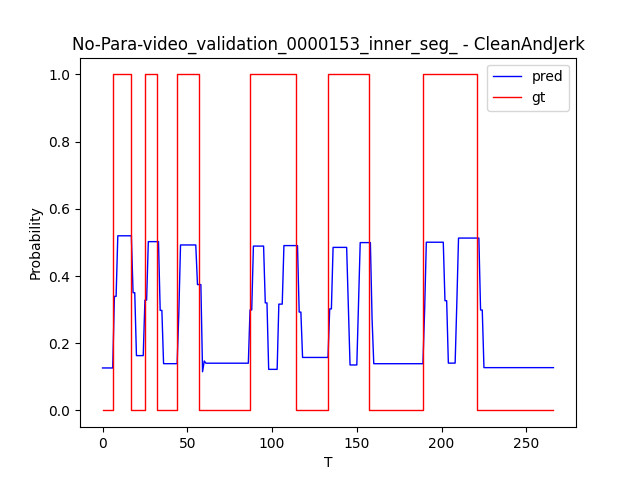 No-Para-video_validation_0000153_inner_seg_ - CleanAndJerk
pred
gt
1.0
0.8
0.6
0.4
0.2
0.0
Probability
0
50
100
150
200
250
T